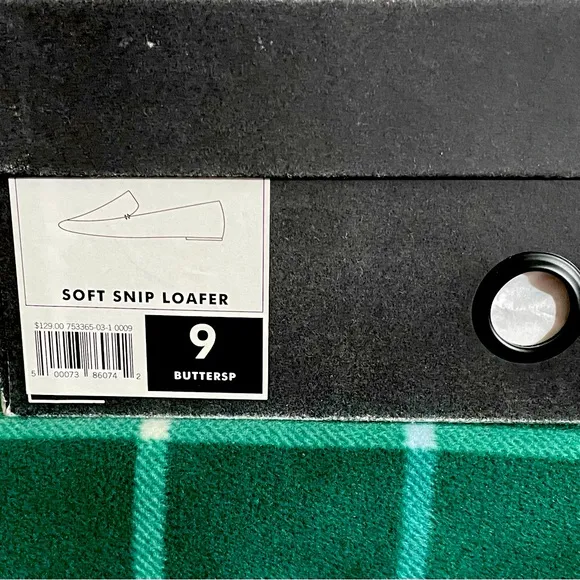 SOFT SNIP LOAFER
$129.00 753365-03-1 0009
5 00073 86074 2
9
BUTTERSP